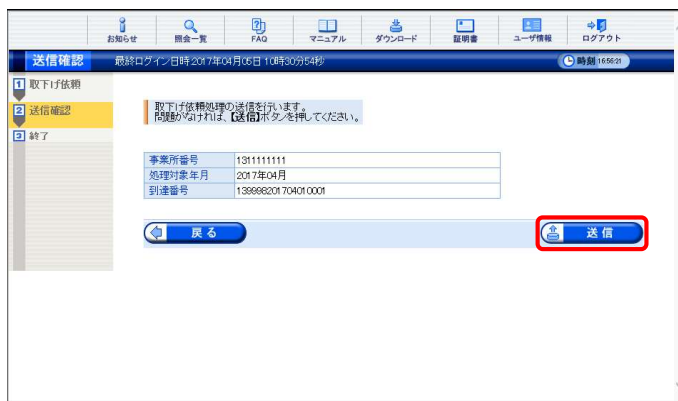 お知らせ 照会一覧 FAQ マニュアル ダウンロード 証明書 ユーザ情報 ログアウト
送信確認 最終ログイン日時 2017年04月05日 10時30分54秒 時刻 16:56:21
1 取下げ依頼
2 送信確認
3 終了
取下げ依頼処理の送信を行います。
問題がなければ、【送信】ボタンを押してください。
事業所番号 1311111111
処理対象年月 2017年04月
到達番号 13999820170401 0001
戻る 送信